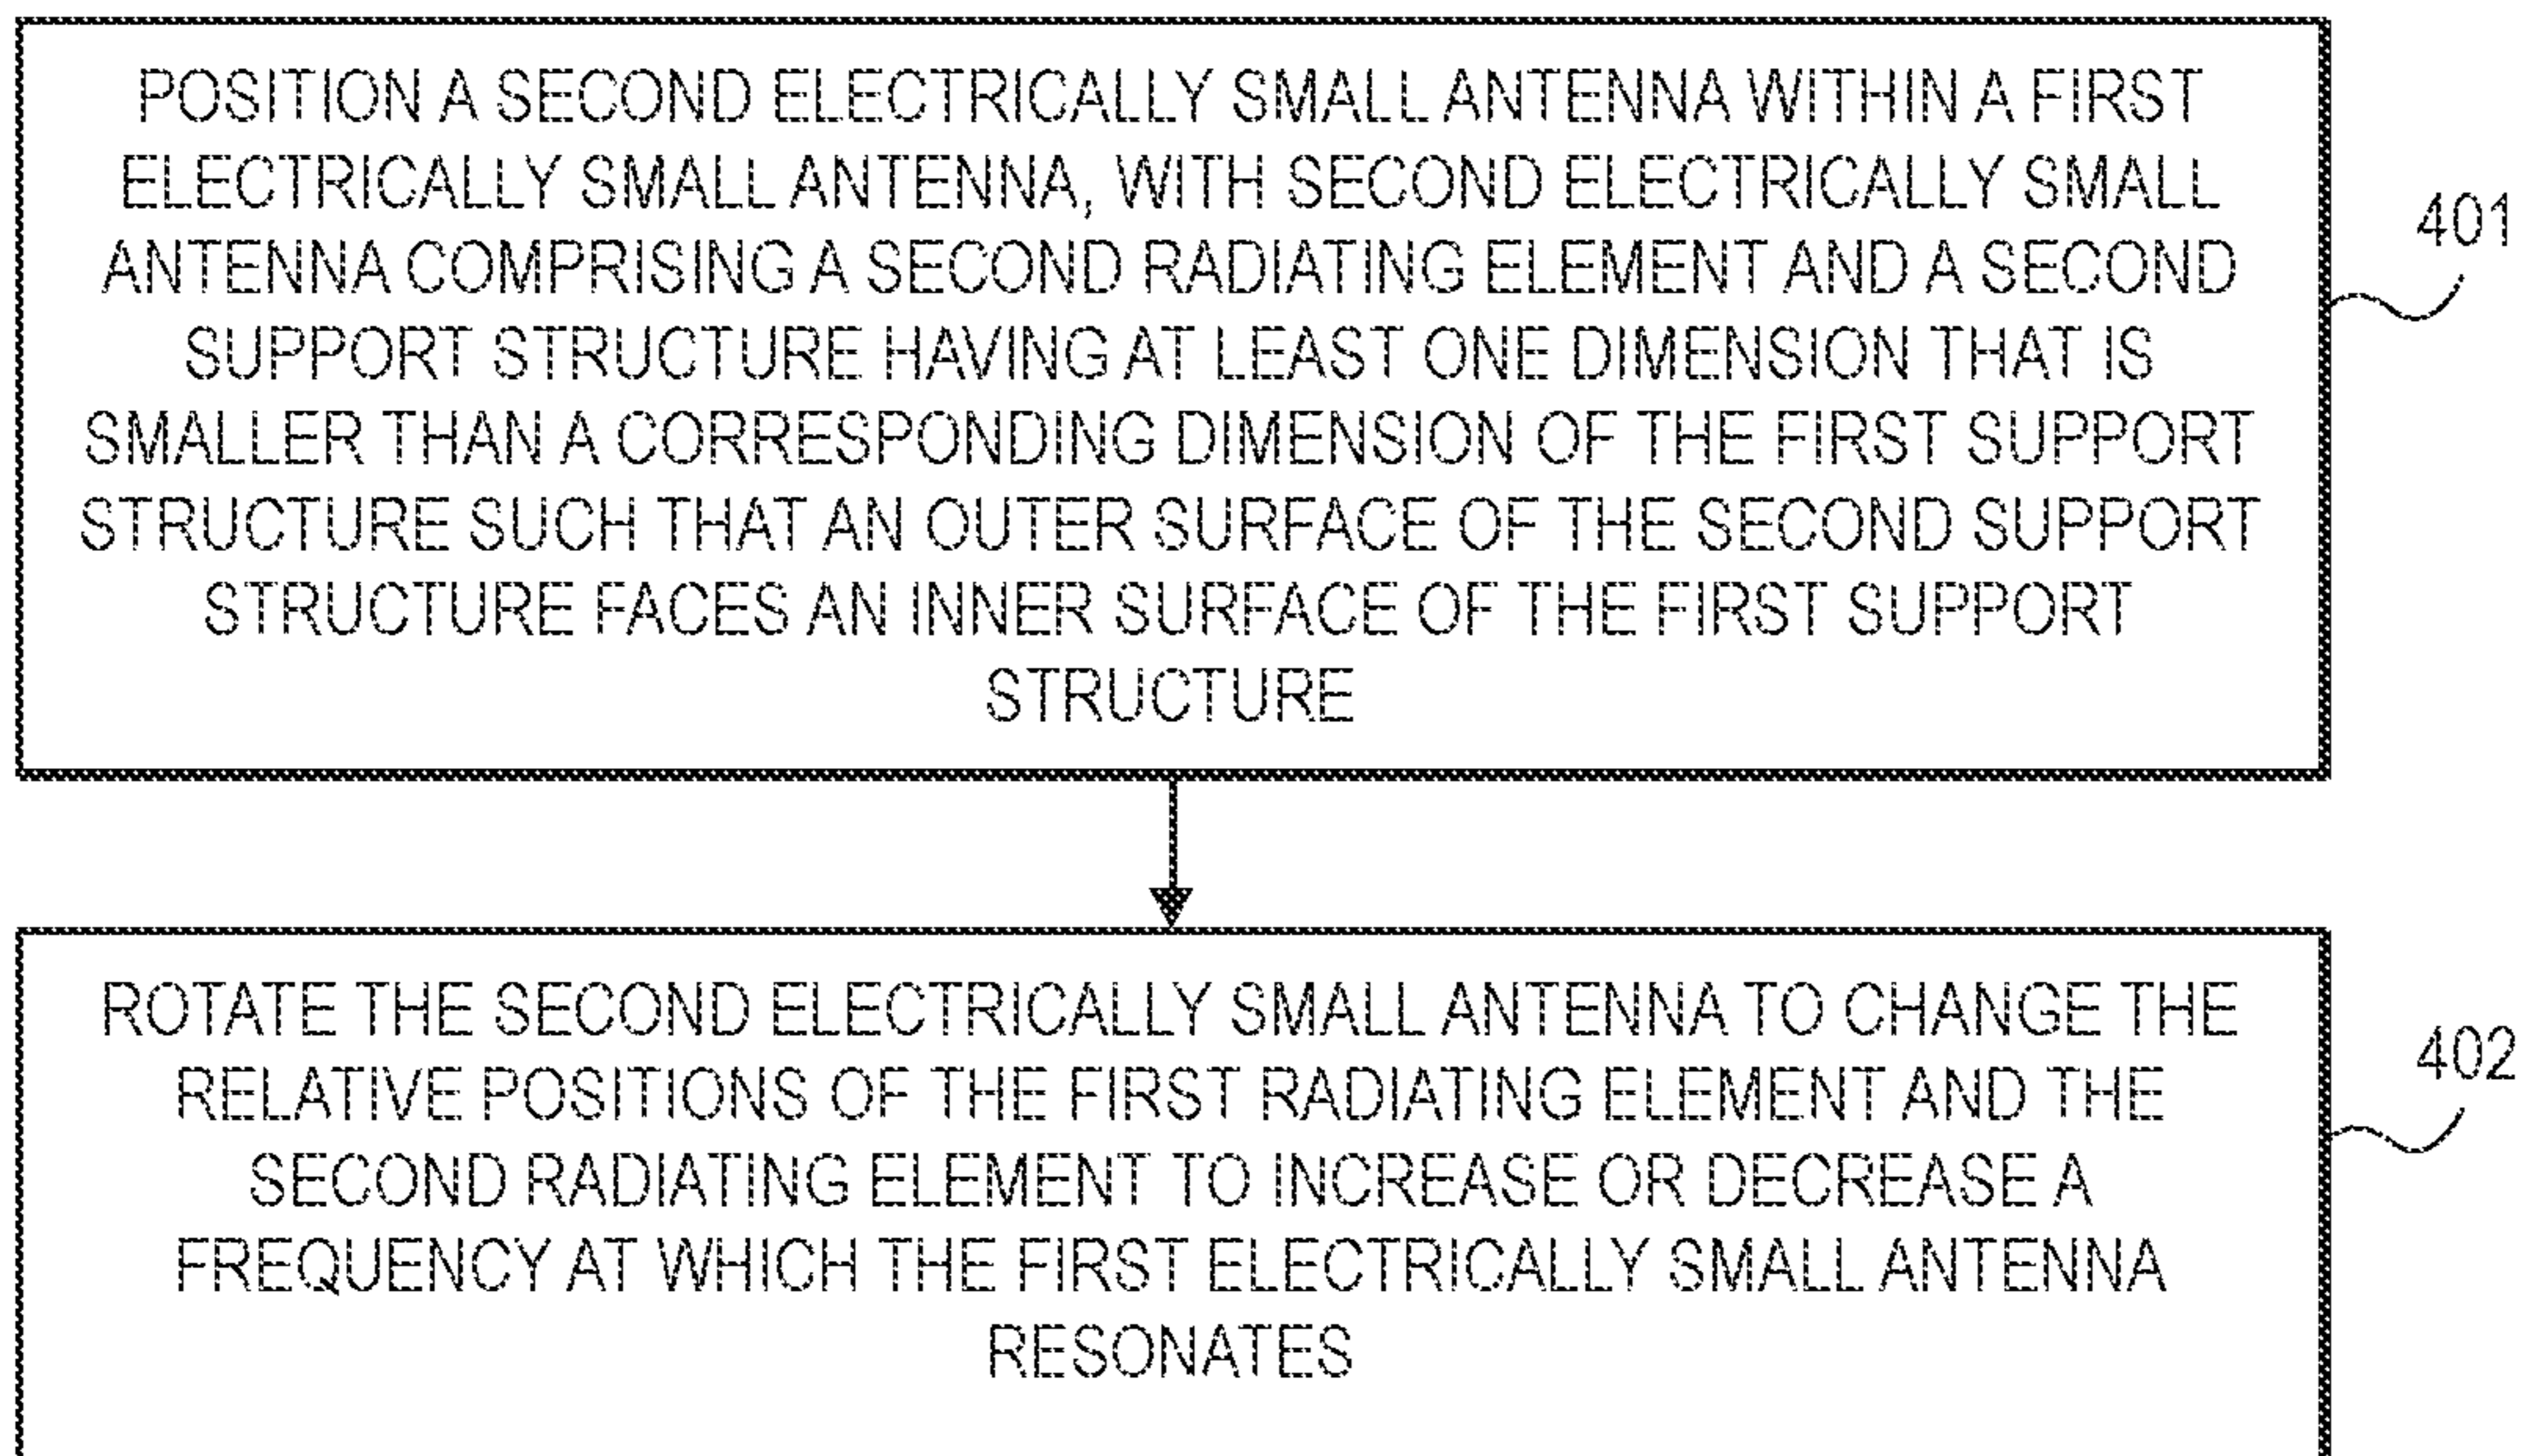 POSITION A SECOND ELECTRICALLY SMALL ANTENNA WITHIN A FIRST
ELECTRICALLY SMALL ANTENNA, WITH SECOND ELECTRICALLY SMALL
ANTENNA COMPRISING A SECOND RADIATING ELEMENT AND A SECOND
SUPPORT STRUCTURE HAVING AT LEAST ONE DIMENSION THAT IS
SMALLER THAN A CORRESPONDING DIMENSION OF THE FIRST SUPPORT
STRUCTURE SUCH THAT AN OUTER SURFACE OF THE SECOND SUPPORT
STRUCTURE FACES AN INNER SURFACE OF THE FIRST SUPPORT
STRUCTURE
401
ROTATE THE SECOND ELECTRICALLY SMALL ANTENNA TO CHANGE THE
RELATIVE POSITIONS OF THE FIRST RADIATING ELEMENT AND THE
SECOND RADIATING ELEMENT TO INCREASE OR DECREASE A
FREQUENCY AT WHICH THE FIRST ELECTRICALLY SMALL ANTENNA
RESONATES
402